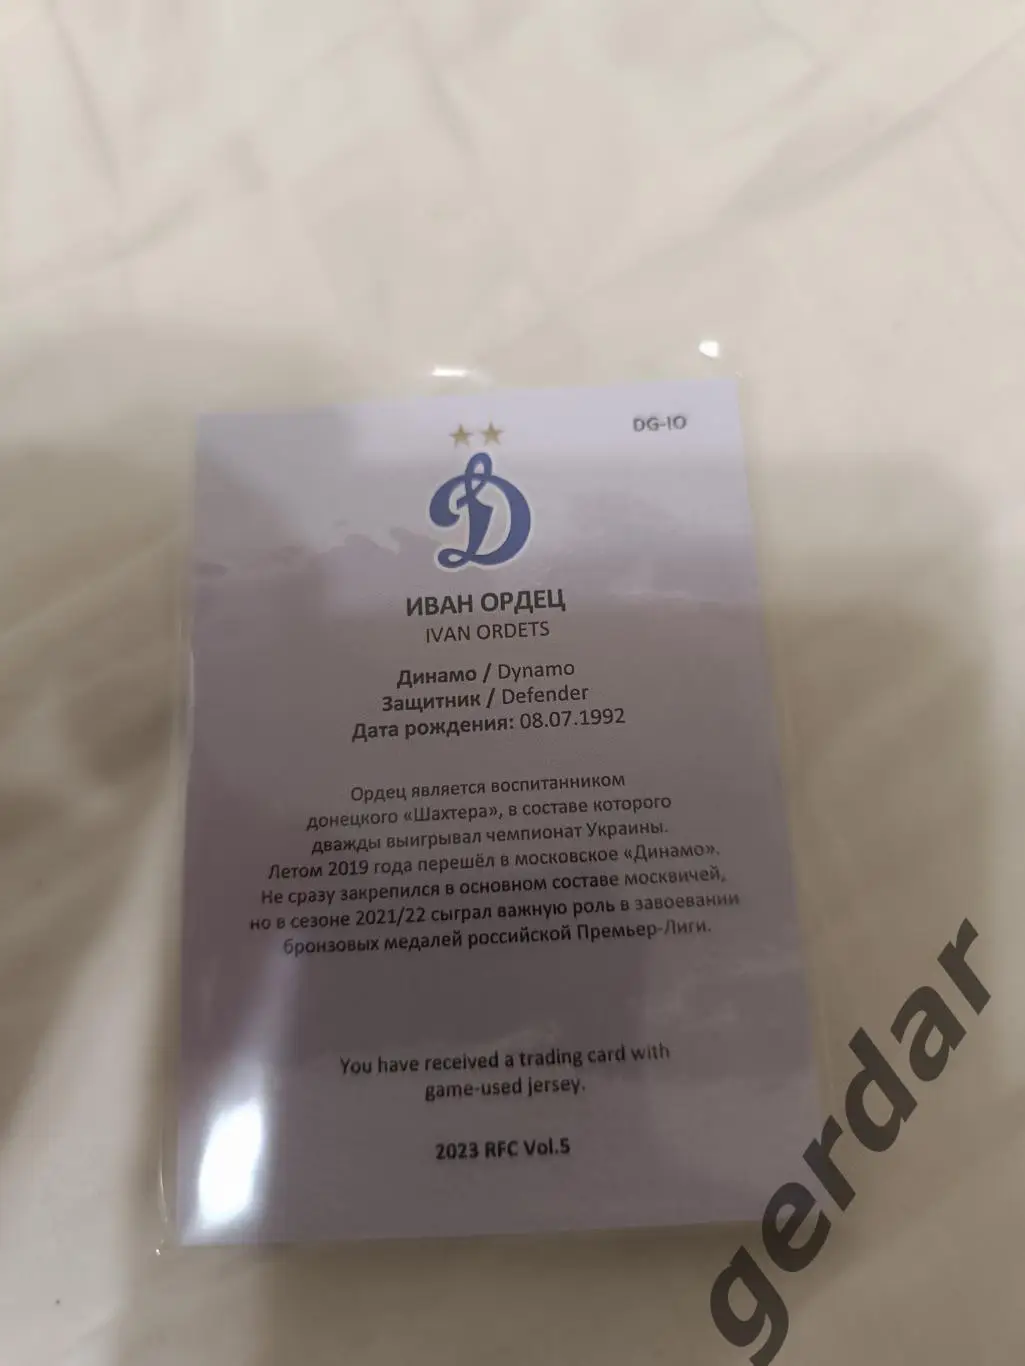 DG-IO
ИВАН ОРДЕЦ
IVAN ORDETS
Динамо / Dynamo
Защитник / Defender
Дата рождения: 08.07.1992
Ордец является воспитанником
донецкого «Шахтера», в составе которого
дважды выигрывал чемпионат Украины.
Летом 2019 года перешёл в московское «Динамо».
Не сразу закрепился в основном составе москвичей,
но в сезоне 2021/22 сыграл важную роль в завоевании
бронзовых медалей российской Премьер-Лиги.
You have received a trading card with
game-used jersey.
2023 RFC Vol.5
gerdar